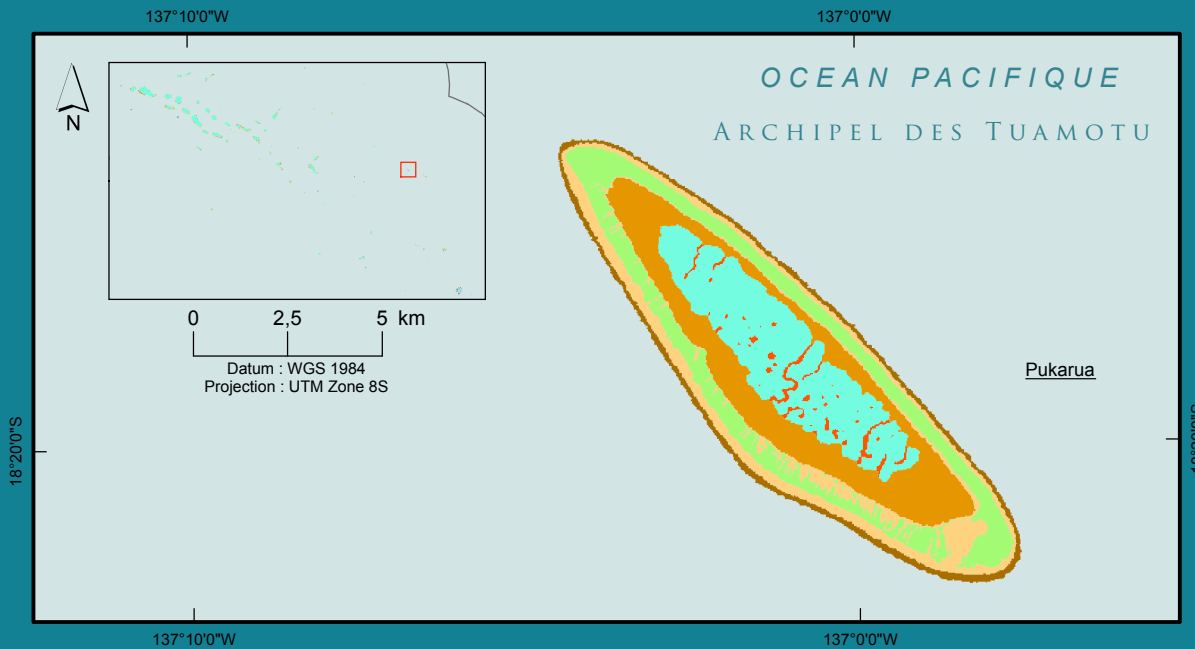 137°10'0"W
137°0'0"W
OCEAN PACIFIQUE
ARCHIPEL DES TUAMOTU
N
0 2,5 5 km
Datum : WGS 1984
Projection : UTM Zone 8S
Pukarua
18°20'0"S
137°10'0"W
137°0'0"W